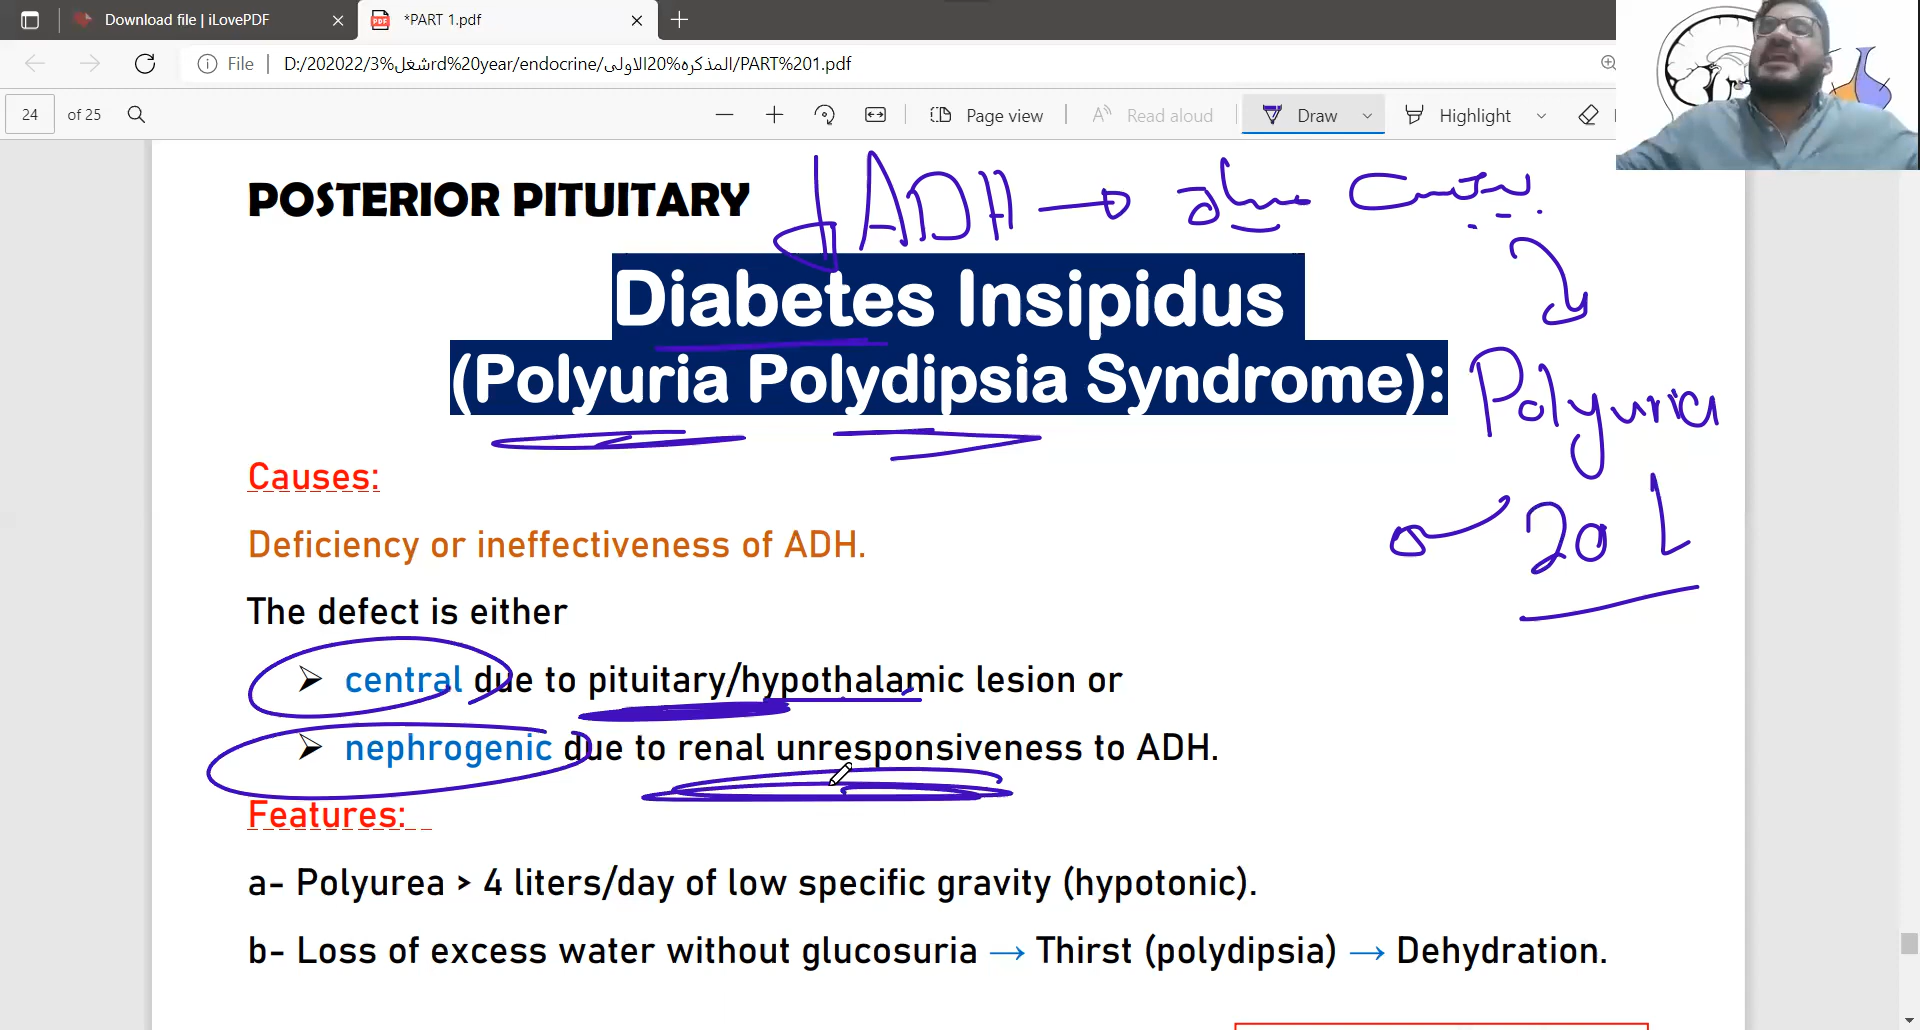 Download file | iLovePDF
*PART 1.pdf
File
D:/202022/3%شغلrd%20year/endocrine/المذكره%20الاولى/PART%201.pdf
24 of 25
Page view
Read aloud
Draw
Highlight
POSTERIOR PITUITARY
ADH
Diabetes Insipidus
(Polyuria Polydipsia Syndrome):
Polyuria
20 L
Causes:
Deficiency or ineffectiveness of ADH.
The defect is either
➢ central due to pituitary/hypothalamic lesion or
➢ nephrogenic due to renal unresponsiveness to ADH.
Features:
a- Polyurea > 4 liters/day of low specific gravity (hypotonic).
b- Loss of excess water without glucosuria → Thirst (polydipsia) → Dehydration.